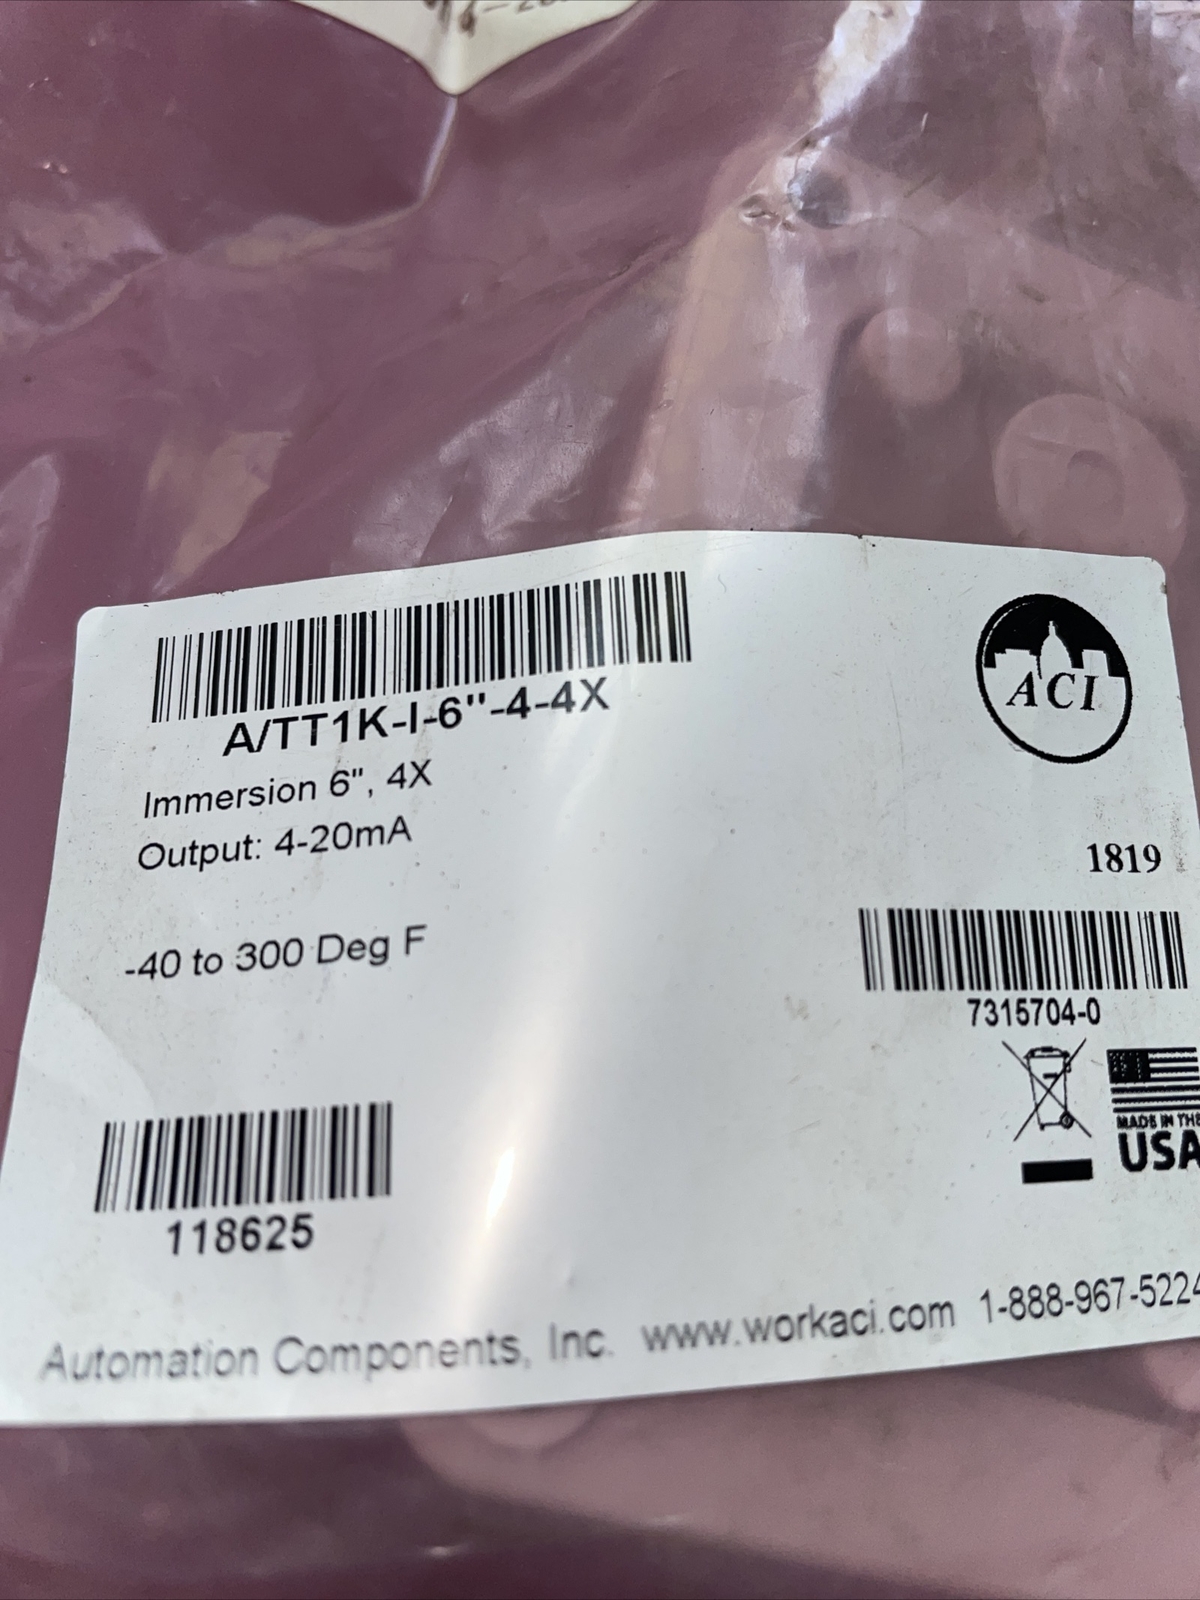 A/TT1K-I-6"-4-4X
Immersion 6", 4X
Output: 4-20mA
-40 to 300 Deg F
ACI
1819
7315704-0
MADE IN THE
USA
118625
Automation Components, Inc. www.workaci.com 1-888-967-5224